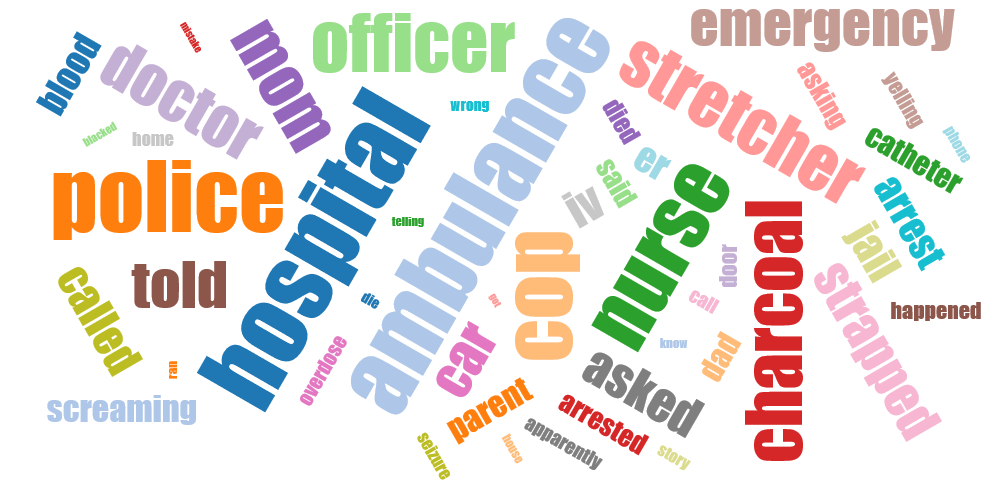 officer
emergency
mistake
mom
blood
doctor
ambulance
stretcher
asking
yelling
hospital
wrong
died
blacked
home
phone
catheter
er
said
iv
police
nurse
arrest
telling
charcoal
jail
door
told
cop
called
strapped
die
got
call
happened
car
overdose
know
dad
ran
asked
screaming
parent
arrested
apparently
seizure
house
story